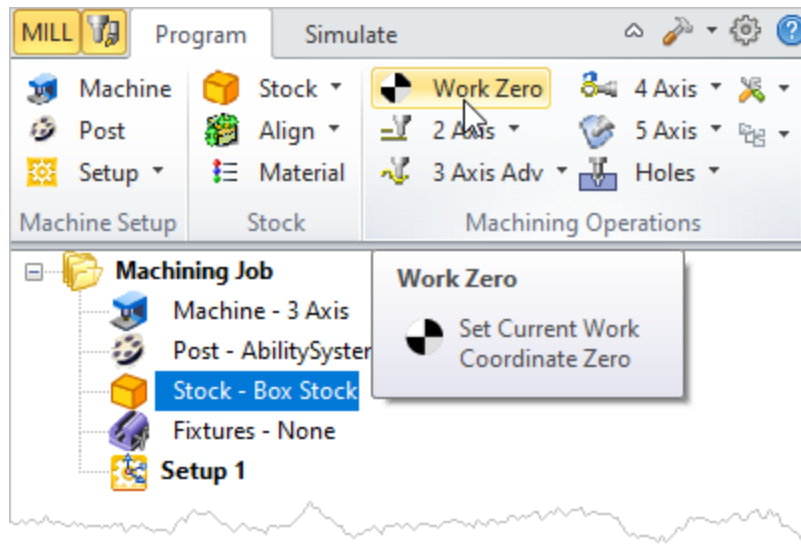 MILL Program Simulate
Machine Stock Work Zero 4 Axis
Post Align 2 Axis 5 Axis
Setup Material 3 Axis Adv Holes
Machine Setup Stock Machining Operations
Machining Job
Machine - 3 Axis
Post - AbilitySyster
Stock - Box Stock
Fixtures - None
Setup 1
Work Zero
Set Current Work
Coordinate Zero